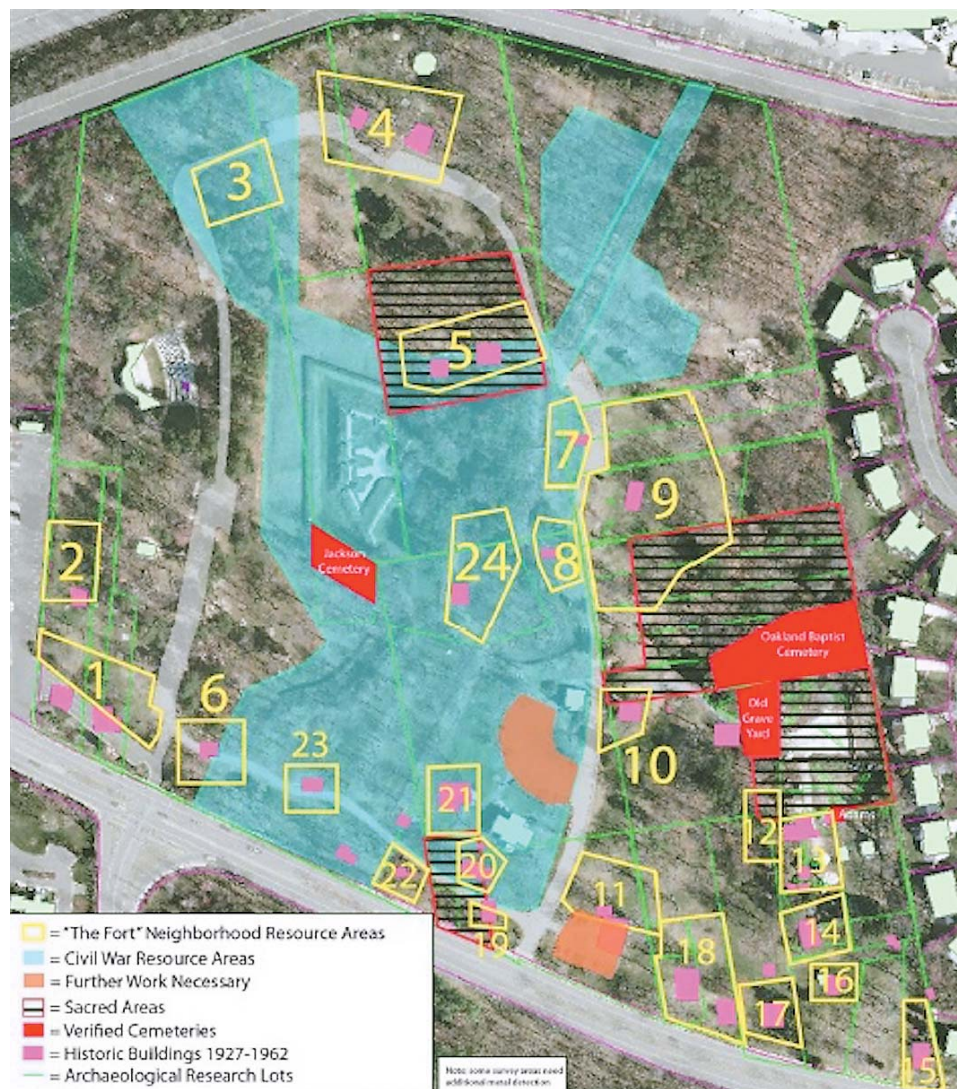 4
3
5
7
9
2
Jackson
Cemetery
24
8
Oakland Baptist
Cemetery
1
6
Old
Grave
Yard
23
10
21
12
Adams
13
22
20
11
19
14
18
16
17
15
= "The Fort" Neighborhood Resource Areas
= Civil War Resource Areas
= Further Work Necessary
= Sacred Areas
= Verified Cemeteries
= Historic Buildings 1927-1962
= Archaeological Research Lots
Note: some survey areas need
additional metal detection